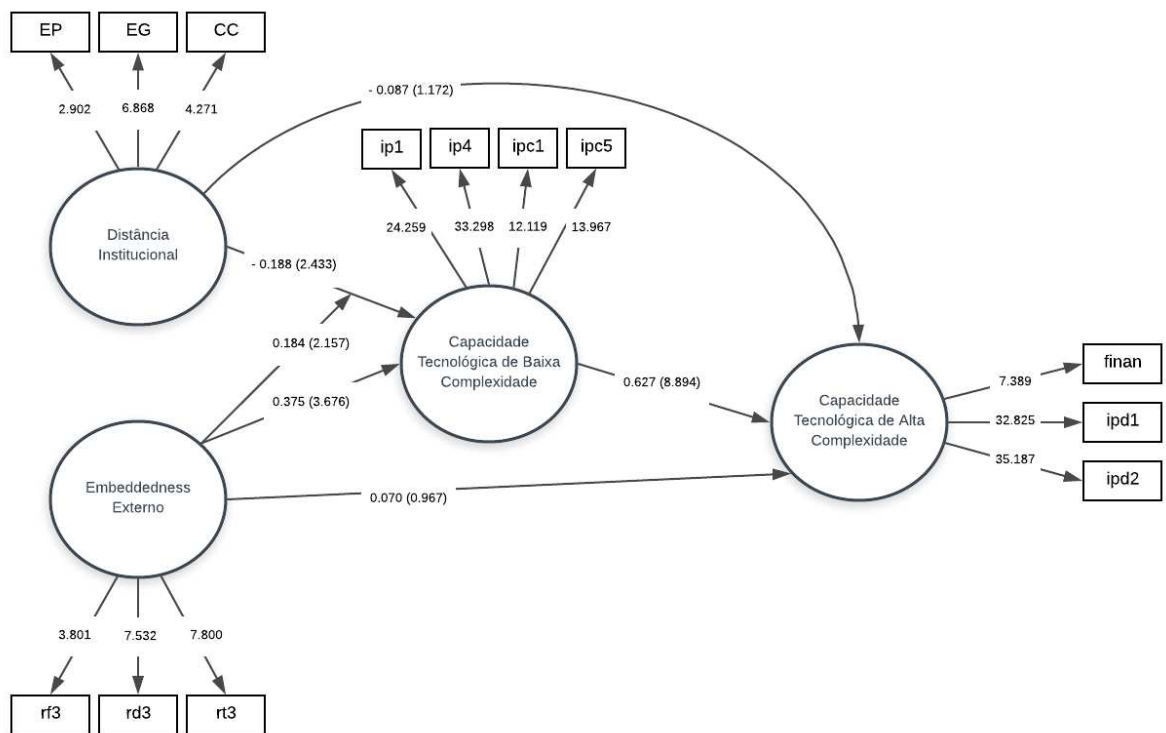 EP EG CC
- 0.087 (1.172)
2.902 6.868 4.271
ip1 ip4 ipc1 ipc5
24.259 33.298 12.119 13.967
Distância
Institucional
- 0.188 (2.433)
0.184 (2.157)
Capacidade
Tecnológica de Baixa
Complexidade
0.375 (3.676)
0.627 (8.894)
Capacidade
Tecnológica de Alta
Complexidade
finan
7.389
ipd1
32.825
35.187
ipd2
Embeddedness
Externo
0.070 (0.967)
3.801 7.532 7.800
rf3 rd3 rt3